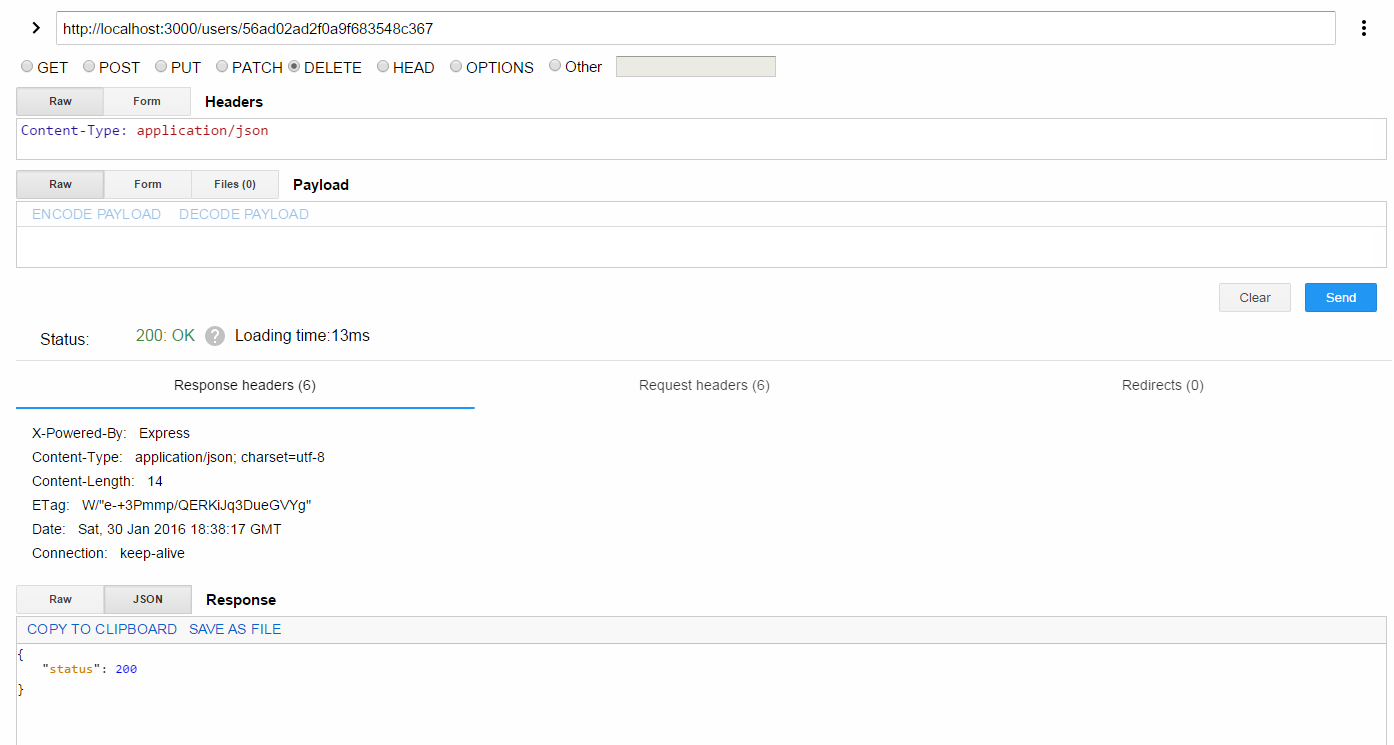 http://localhost:3000/users/56ad02ad2f0a9f683548c367
GET POST PUT PATCH DELETE HEAD OPTIONS Other
Raw Form Headers
Content-Type: application/json
Raw Form Files (0) Payload
ENCODE PAYLOAD DECODE PAYLOAD
Clear Send
Status: 200: OK ? Loading time:13ms
Response headers (6) Request headers (6) Redirects (0)
X-Powered-By: Express
Content-Type: application/json; charset=utf-8
Content-Length: 14
ETag: W/"e-+3Pmmp/QERKiJq3DueGVYg"
Date: Sat, 30 Jan 2016 18:38:17 GMT
Connection: keep-alive
Raw JSON Response
COPY TO CLIPBOARD SAVE AS FILE
{
"status": 200
}